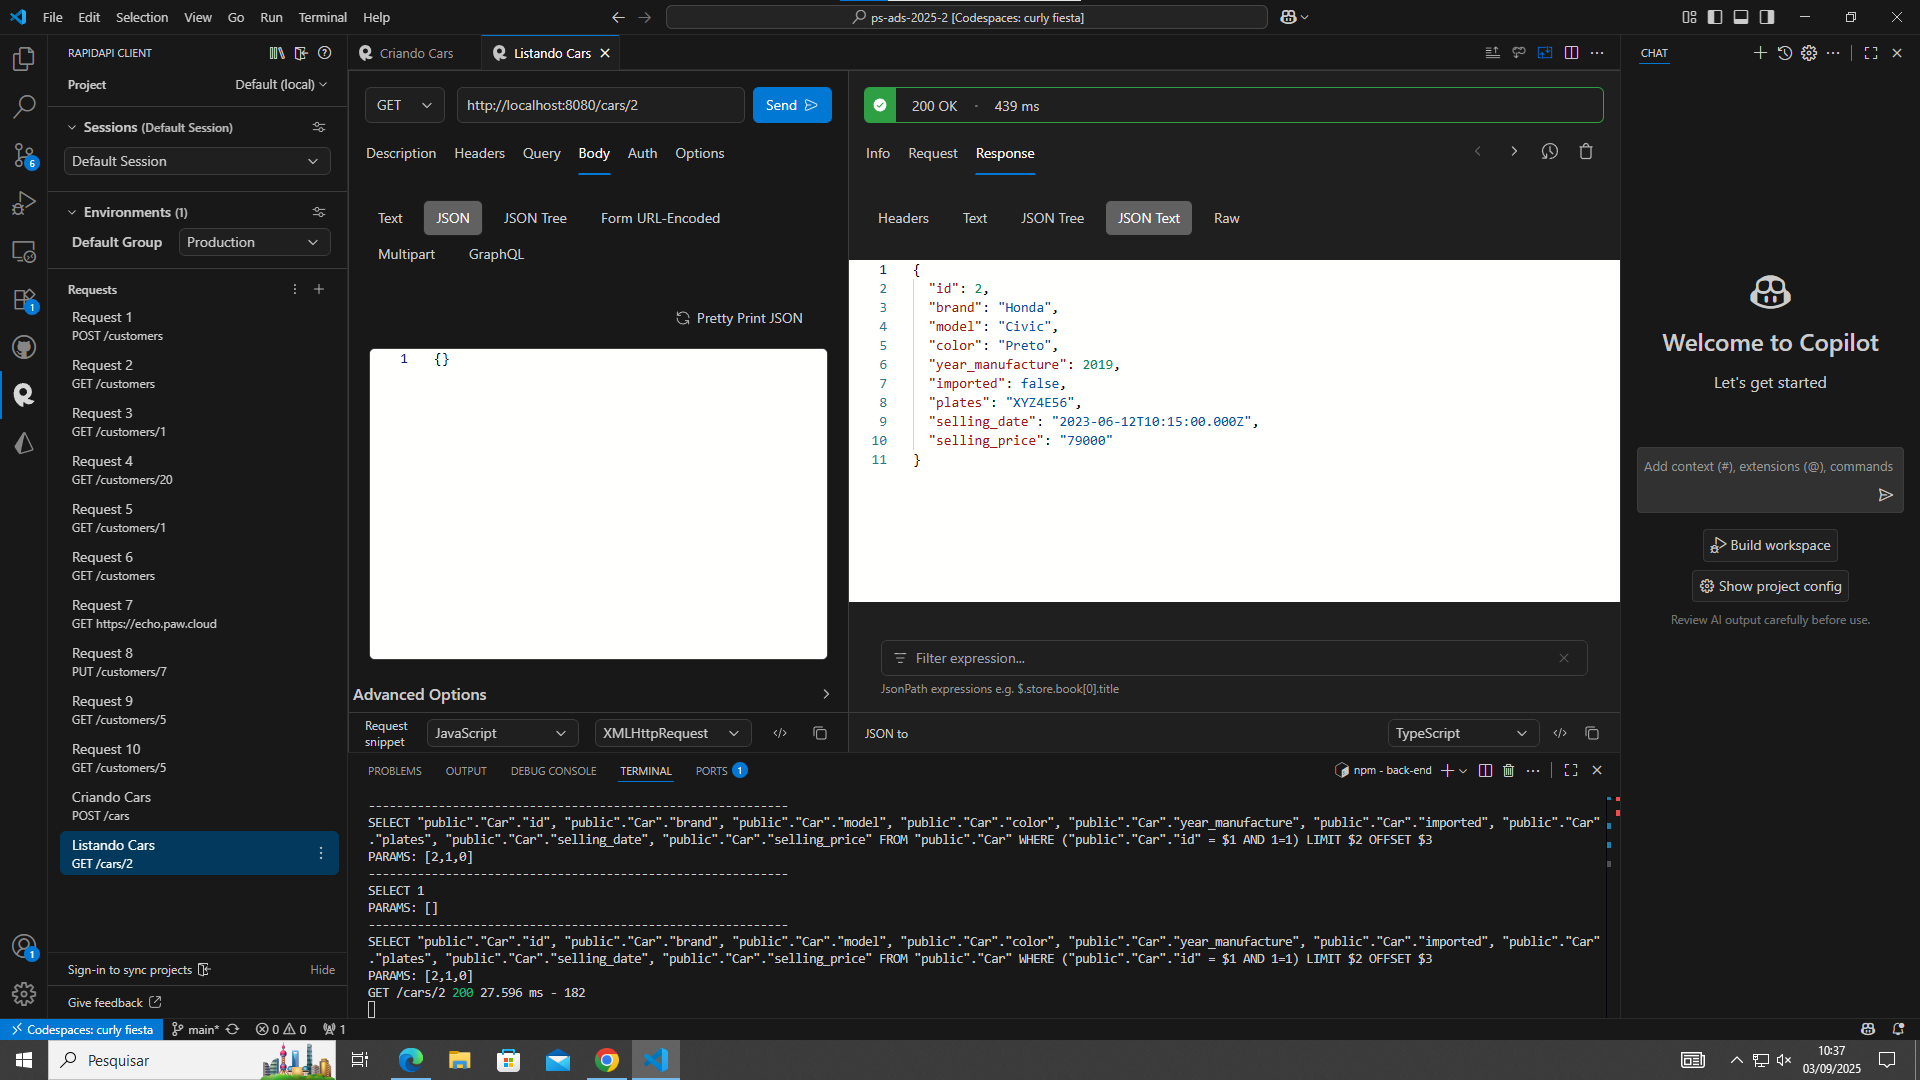 File Edit Selection View Go Run Terminal Help
ps-ads-2025-2 [Codespaces: curly fiesta]
RAPIDAPI CLIENT
Project Default (local)
Sessions (Default Session)
Default Session
Environments (1)
Default Group Production
Requests
Request 1
POST /customers
Request 2
GET /customers
Request 3
GET /customers/1
Request 4
GET /customers/20
Request 5
GET /customers/1
Request 6
GET /customers
Request 7
GET https://echo.paw.cloud
Request 8
PUT /customers/7
Request 9
GET /customers/5
Request 10
GET /customers/5
Criando Cars
POST /cars
Listando Cars
GET /cars/2
Sign-in to sync projects Hide
Give feedback
6
1
1
Criando Cars Listando Cars
GET http://localhost:8080/cars/2 Send
Description Headers Query Body Auth Options
Text JSON JSON Tree Form URL-Encoded
Multipart GraphQL
Pretty Print JSON
1 {}
Advanced Options
Request snippet JavaScript XMLHttpRequest
200 OK · 439 ms
Info Request Response
Headers Text JSON Tree JSON Text Raw
1 {
2 "id": 2,
3 "brand": "Honda",
4 "model": "Civic",
5 "color": "Preto",
6 "year_manufacture": 2019,
7 "imported": false,
8 "plates": "XYZ4E56",
9 "selling_date": "2023-06-12T10:15:00.000Z",
10 "selling_price": "79000"
11 }
Filter expression...
JsonPath expressions e.g. $.store.book[0].title
JSON to TypeScript
PROBLEMS OUTPUT DEBUG CONSOLE TERMINAL PORTS 1
npm - back-end
------------------------------------------------------------
SELECT "public"."Car"."id", "public"."Car"."brand", "public"."Car"."model", "public"."Car"."color", "public"."Car"."year_manufacture", "public"."Car"."imported", "public"."Car"
."plates", "public"."Car"."selling_date", "public"."Car"."selling_price" FROM "public"."Car" WHERE ("public"."Car"."id" = $1 AND 1=1) LIMIT $2 OFFSET $3
PARAMS: [2,1,0]
------------------------------------------------------------
SELECT 1
PARAMS: []
------------------------------------------------------------
SELECT "public"."Car"."id", "public"."Car"."brand", "public"."Car"."model", "public"."Car"."color", "public"."Car"."year_manufacture", "public"."Car"."imported", "public"."Car"
."plates", "public"."Car"."selling_date", "public"."Car"."selling_price" FROM "public"."Car" WHERE ("public"."Car"."id" = $1 AND 1=1) LIMIT $2 OFFSET $3
PARAMS: [2,1,0]
GET /cars/2 200 27.596 ms - 182
CHAT
Welcome to Copilot
Let's get started
Add context (#), extensions (@), commands
Build workspace
Show project config
Review AI output carefully before use.
Codespaces: curly fiesta main* 0 0 1
Pesquisar
10:37
03/09/2025